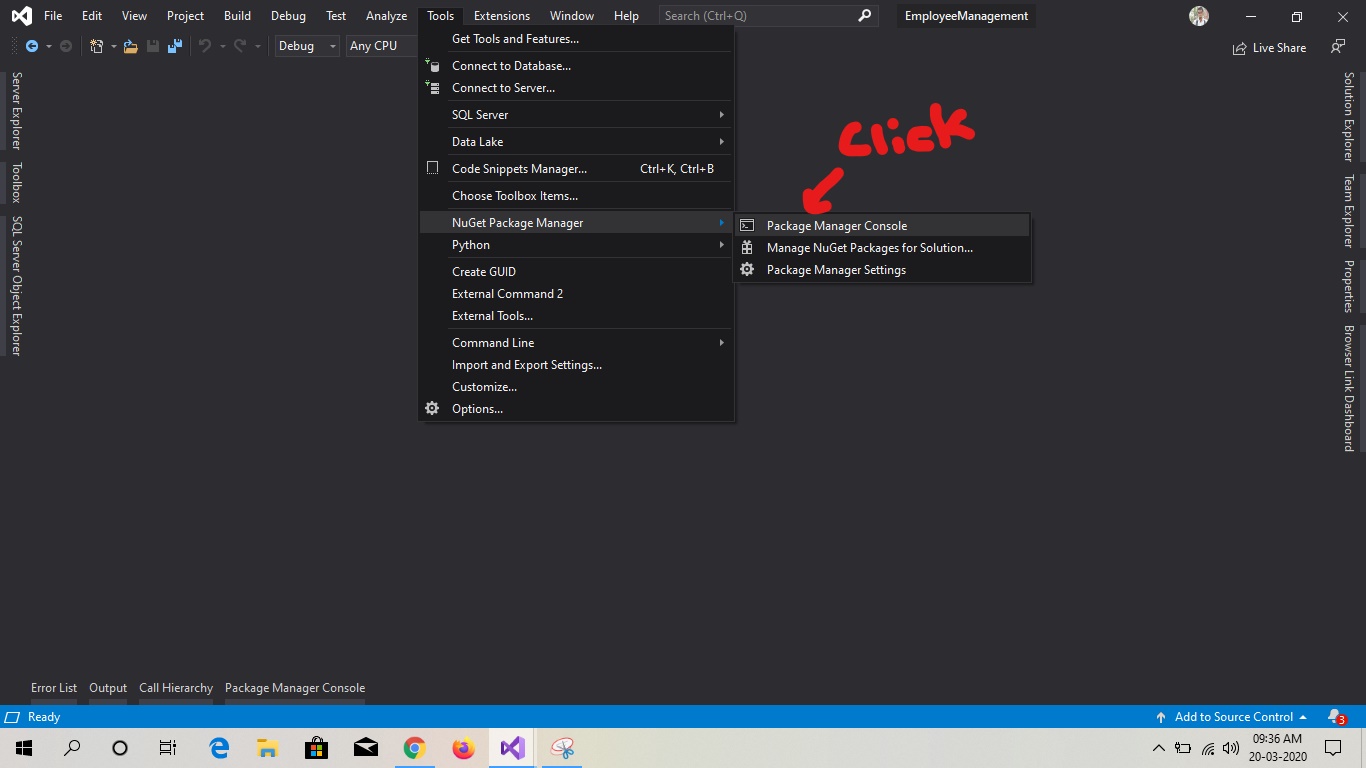 File Edit View Project Build Debug Test Analyze Tools Extensions Window Help Search (Ctrl+Q) EmployeeManagement
Debug Any CPU Live Share
Get Tools and Features...
Connect to Database...
Connect to Server...
SQL Server
Data Lake
Code Snippets Manager... Ctrl+K, Ctrl+B
Choose Toolbox Items...
NuGet Package Manager
Python
Create GUID
External Command 2
External Tools...
Command Line
Import and Export Settings...
Customize...
Options...
click
Package Manager Console
Manage NuGet Packages for Solution...
Package Manager Settings
Server Explorer
Toolbox
SQL Server Object Explorer
Solution Explorer
Team Explorer
Properties
Browser Link Dashboard
Error List Output Call Hierarchy Package Manager Console
Ready Add to Source Control 3
09:36 AM
20-03-2020